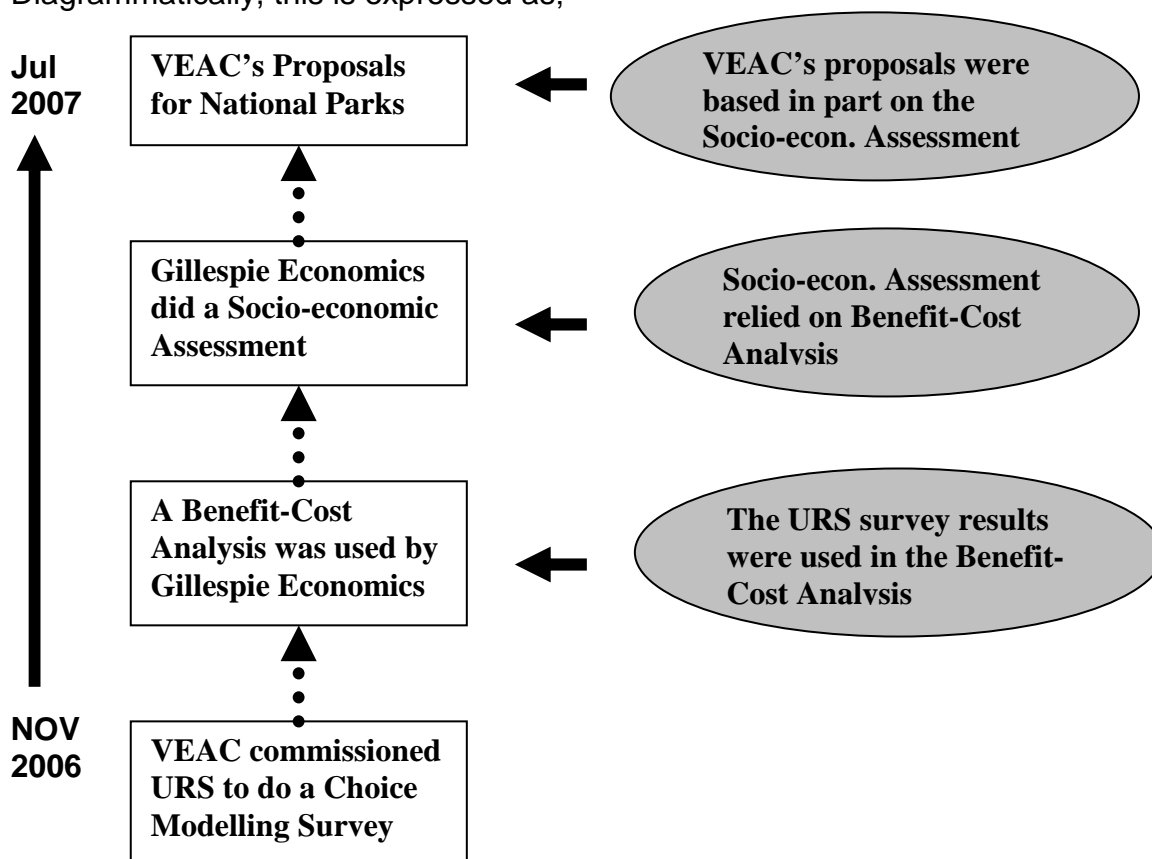 Diagrammatically, this is expressed as,
Jul
2007
VEAC's Proposals
for National Parks
VEAC's proposals were
based in part on the
Socio-econ. Assessment
Gillespie Economics
did a Socio-economic
Assessment
Socio-econ. Assessment
relied on Benefit-Cost
Analysis
A Benefit-Cost
Analysis was used by
Gillespie Economics
The URS survey results
were used in the Benefit-
Cost Analysis
NOV
2006
VEAC commissioned
URS to do a Choice
Modelling Survey